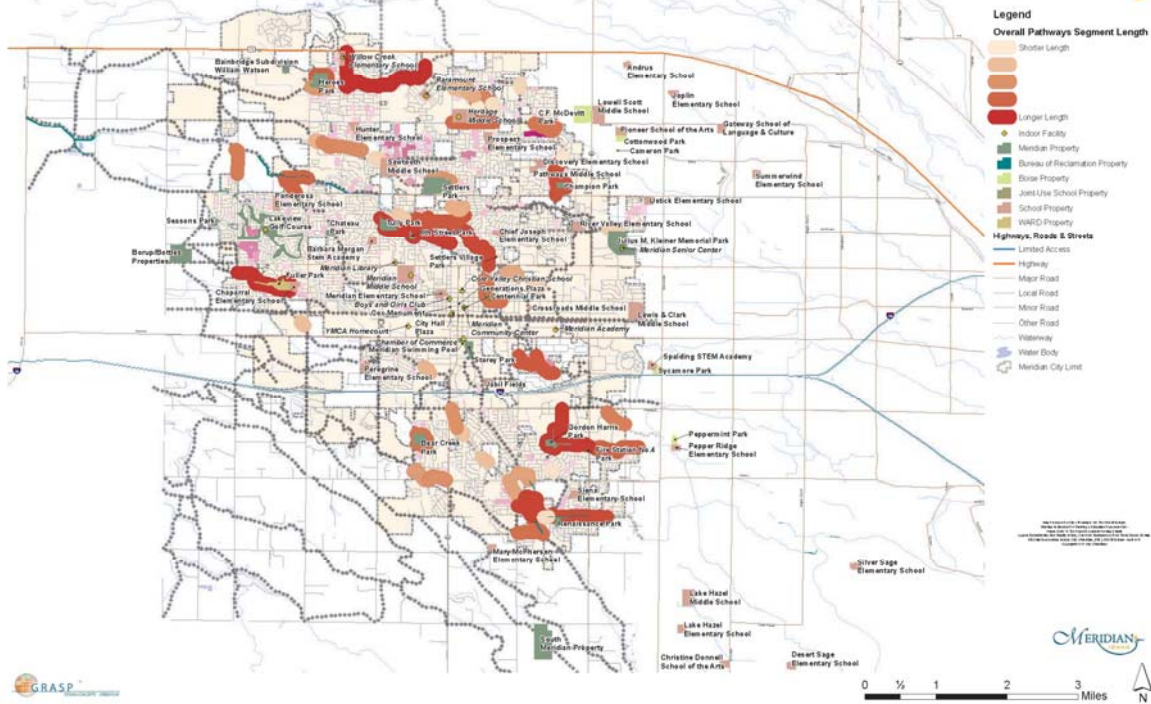 Legend
Overall Pathways Segment Length
Shorter Length
Longer Length
Indoor Facility
Meridian Property
Bureau of Reclamation Property
Boise Property
Joint-Use School Property
School Property
WARD Property
Highways, Roads & Streets
Limited Access
Highway
Major Road
Local Road
Minor Road
Other Road
Waterway
Water Body
Meridian City Limit
Bainbridge Subdivision
William Watson
Willow Creek
Elementary School
Heroes
Park
Paramount
Elementary School
Andrus
Elementary School
Joplin
Elementary School
Lowell Scott
Middle School
C.F. McDevitt
Park
Heritage
Middle School
Hunter
Elementary School
Prospect
Elementary School
Pioneer School of the Arts
Gateway School of
Language & Culture
Cottonwood Park
Cameron Park
Sawtooth
Middle School
Discovery Elementary School
Pathways Middle School
Champion Park
Summerwind
Elementary School
Ponderosa
Elementary School
Settlers
Park
Ustick Elementary School
Seasons Park
Lakeview
Golf Course
Chateau
Park
Tully Park
8th Street Park
Chief Joseph
Elementary School
River Valley Elementary School
Julius M. Kleiner Memorial Park
Meridian Senior Center
Barbara Morgan
Stem Academy
Settlers Village
Park
Borup/Bottles
Properties
Meridian Library
Meridian
Middle School
Cole Valley Christian School
Generations Plaza
Centennial Park
Fuller Park
Chaparral
Elementary School
Meridian Elementary School
Boys and Girls Club
Cox Monument
Crossroads Middle School
Lewis & Clark
Middle School
YMCA Homecourt
City Hall
Plaza
Meridian
Community Center
Meridian Academy
Chamber of Commerce
Meridian Swimming Pool
Storey Park
Peregrine
Elementary School
Spalding STEM Academy
Sycamore Park
Jabil Fields
Gordon Harris
Park
Bear Creek
Park
Fire Station No.4
Park
Peppermint Park
Pepper Ridge
Elementary School
Siena
Elementary School
Renaissance Park
Mary McPherson
Elementary School
Silver Sage
Elementary School
Lake Hazel
Middle School
Lake Hazel
Elementary School
South
Meridian Property
Christine Donnell
School of the Arts
Desert Sage
Elementary School
MERIDIAN
IDAHO
GRASP
0 ½ 1 2 3
Miles
N